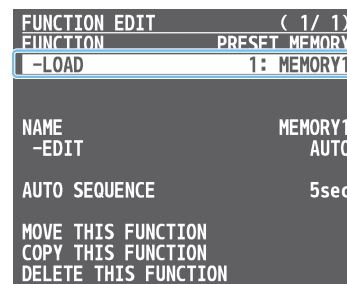 FUNCTION EDIT ( 1/ 1)
FUNCTION PRESET MEMORY
-LOAD 1: MEMORY1
NAME MEMORY1
-EDIT AUTO
AUTO SEQUENCE 5sec
MOVE THIS FUNCTION
COPY THIS FUNCTION
DELETE THIS FUNCTION